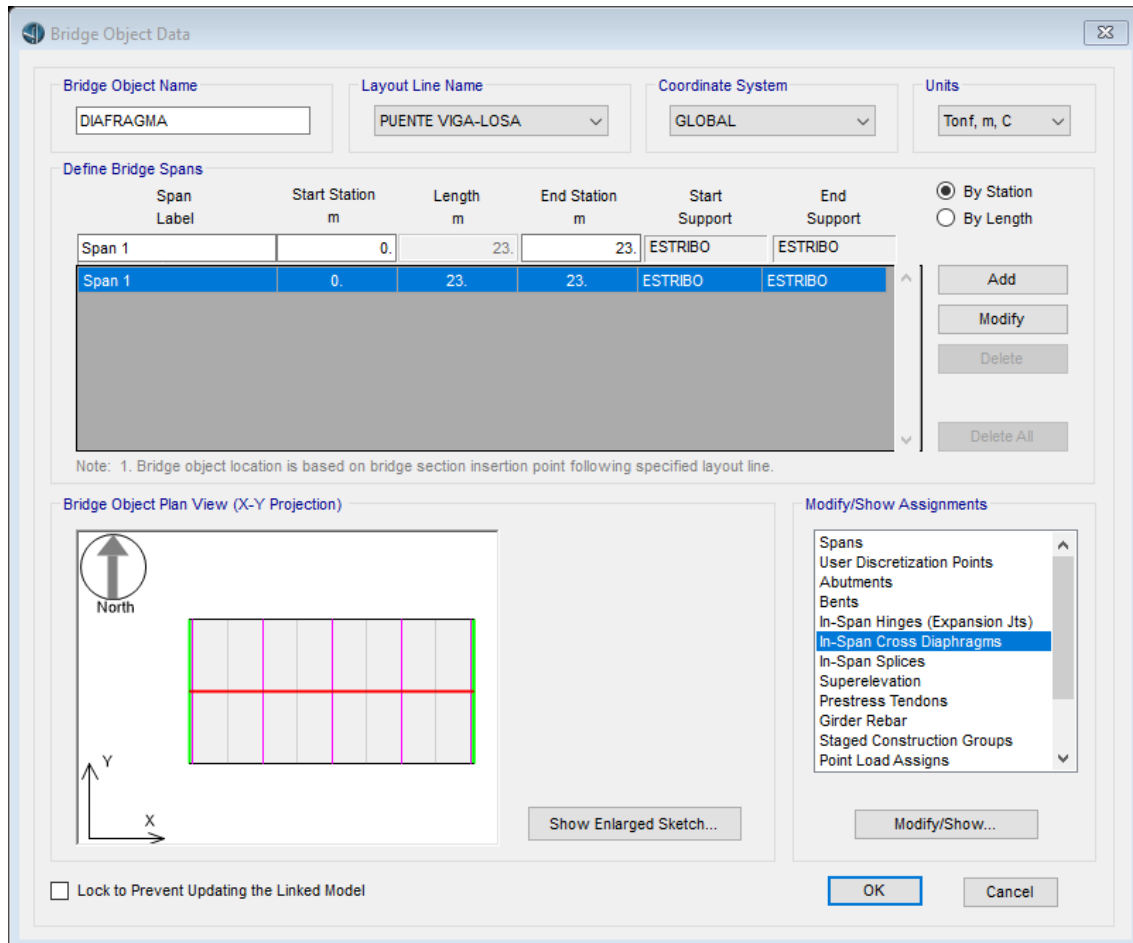 Bridge Object Data
Bridge Object Name
Layout Line Name
Coordinate System
Units
DIAFRAGMA
PUENTE VIGA-LOSA
GLOBAL
Tonf, m, C
Define Bridge Spans
Span Label
Start Station m
Length m
End Station m
Start Support
End Support
By Station
By Length
Span 1 0. 23. 23. ESTRIBO ESTRIBO
Span 1 0. 23. 23. ESTRIBO ESTRIBO
Add
Modify
Delete
Delete All
Note: 1. Bridge object location is based on bridge section insertion point following specified layout line.
Bridge Object Plan View (X-Y Projection)
North
Y
X
Show Enlarged Sketch...
Modify/Show Assignments
Spans
User Discretization Points
Abutments
Bents
In-Span Hinges (Expansion Jts)
In-Span Cross Diaphragms
In-Span Splices
Superelevation
Prestress Tendons
Girder Rebar
Staged Construction Groups
Point Load Assigns
Modify/Show...
Lock to Prevent Updating the Linked Model
OK
Cancel